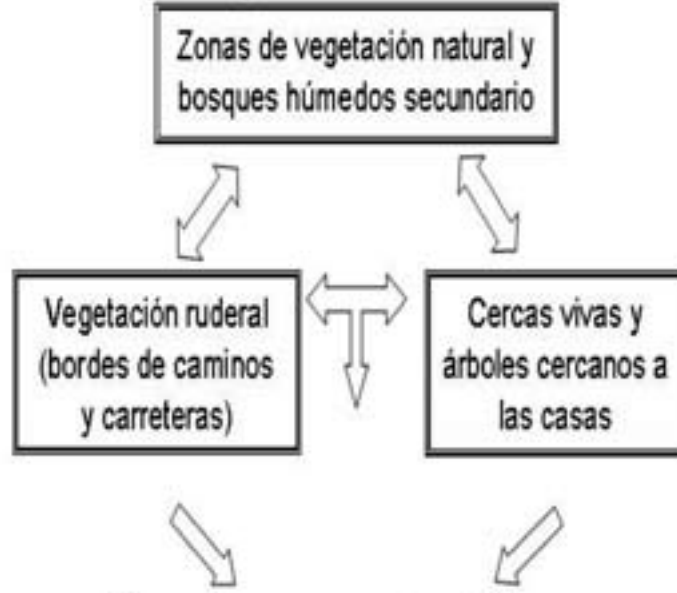 Zonas de vegetación natural y
bosques húmedos secundario
Vegetación ruderal
(bordes de caminos
y carreteras)
Cercas vivas y
árboles cercanos a
las casas